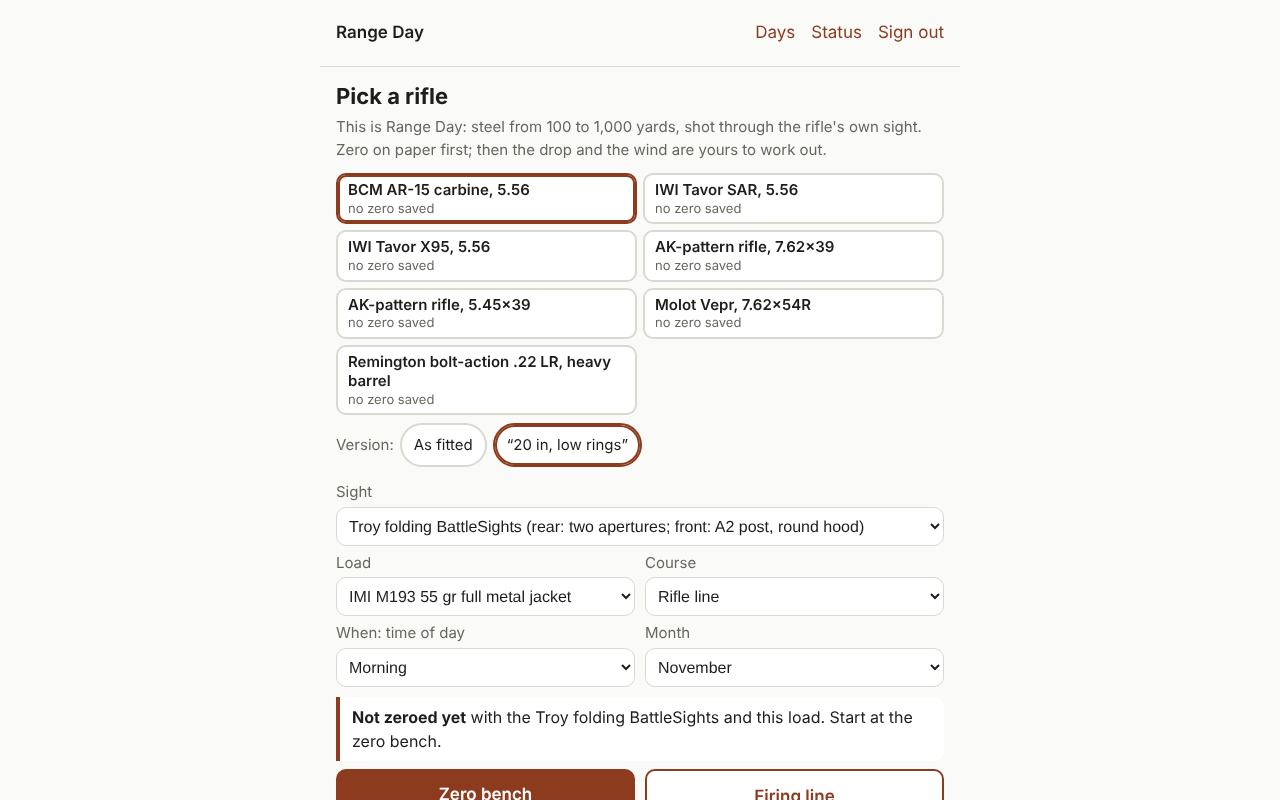 Range Day
Days Status Sign out
Pick a rifle
This is Range Day: steel from 100 to 1,000 yards, shot through the rifle's own sight.
Zero on paper first; then the drop and the wind are yours to work out.
BCM AR-15 carbine, 5.56
no zero saved
IWI Tavor SAR, 5.56
no zero saved
IWI Tavor X95, 5.56
no zero saved
AK-pattern rifle, 7.62×39
no zero saved
AK-pattern rifle, 5.45×39
no zero saved
Molot Vepr, 7.62×54R
no zero saved
Remington bolt-action .22 LR, heavy
barrel
no zero saved
Version: As fitted “20 in, low rings”
Sight
Troy folding BattleSights (rear: two apertures; front: A2 post, round hood)
Load
IMI M193 55 gr full metal jacket
Course
Rifle line
When: time of day
Morning
Month
November
Not zeroed yet with the Troy folding BattleSights and this load. Start at the
zero bench.
Zero bench
Firing line